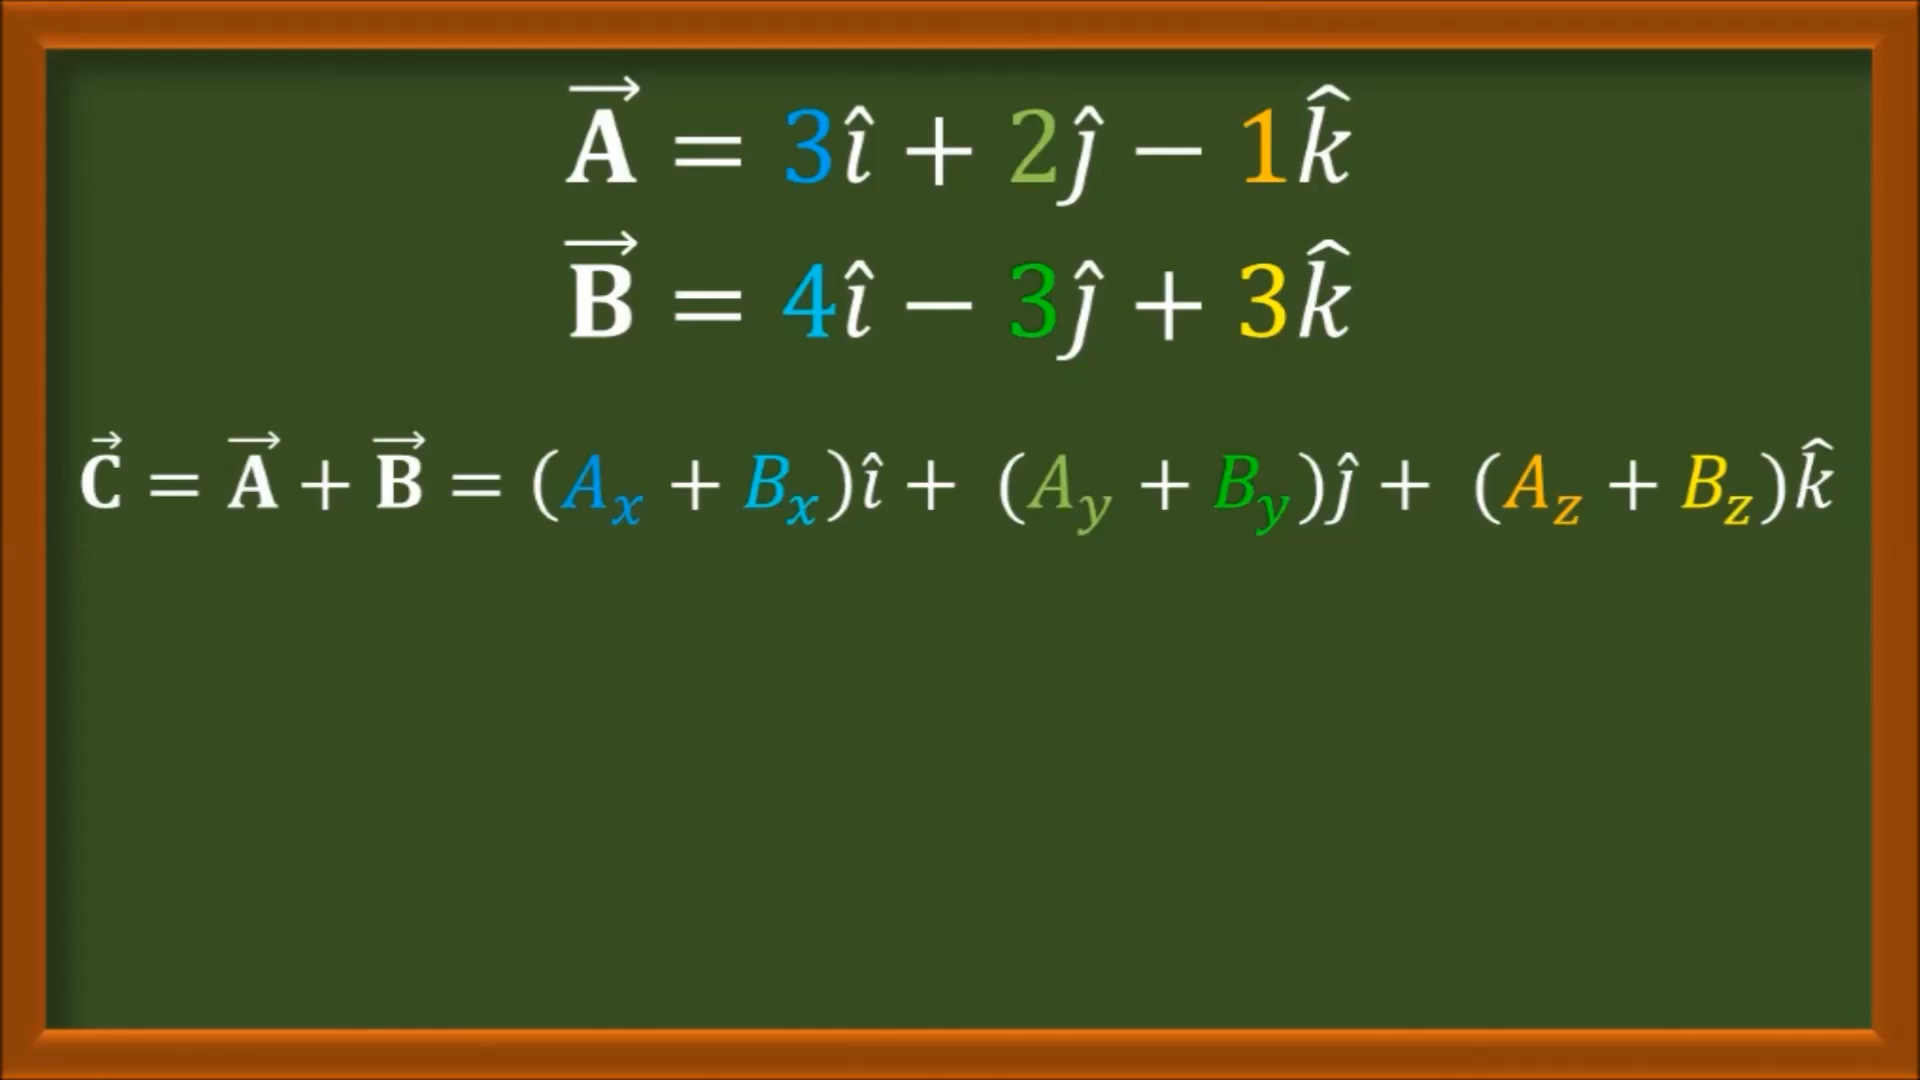 A⃗ = 3î + 2ĵ − 1k̂
B⃗ = 4î − 3ĵ + 3k̂
C⃗ = A⃗ + B⃗ = (Aₓ + Bₓ)î + (A_y + B_y)ĵ + (A_z + B_z)k̂